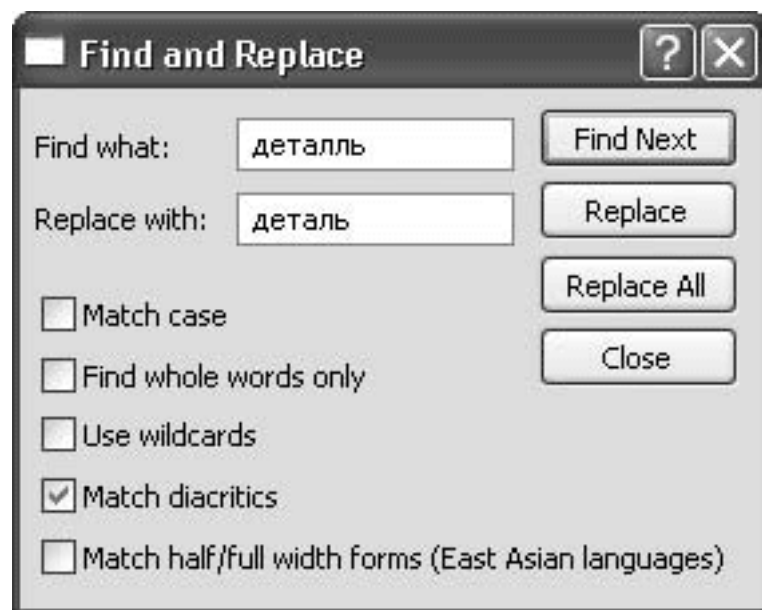 Find and Replace
Find what: деталль Find Next
Replace with: деталь Replace
Replace All
Match case
Close
Find whole words only
Use wildcards
Match diacritics
Match half/full width forms (East Asian languages)